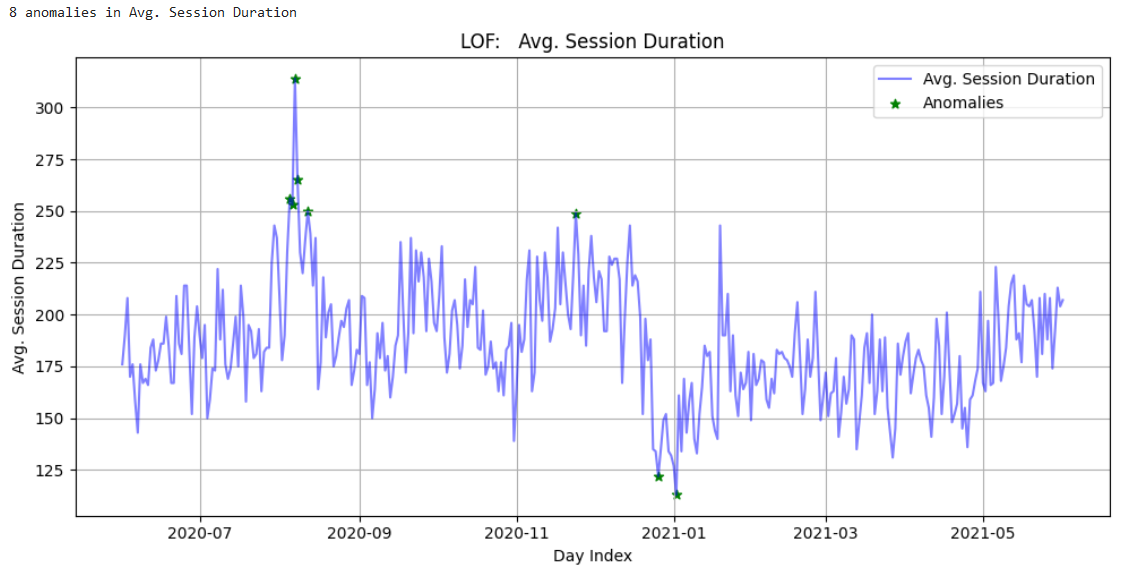 8 anomalies in Avg. Session Duration
LOF:   Avg. Session Duration
Avg. Session Duration
Anomalies
300
275
250
225
200
175
150
125
Avg. Session Duration
2020-07 2020-09 2020-11 2021-01 2021-03 2021-05
Day Index